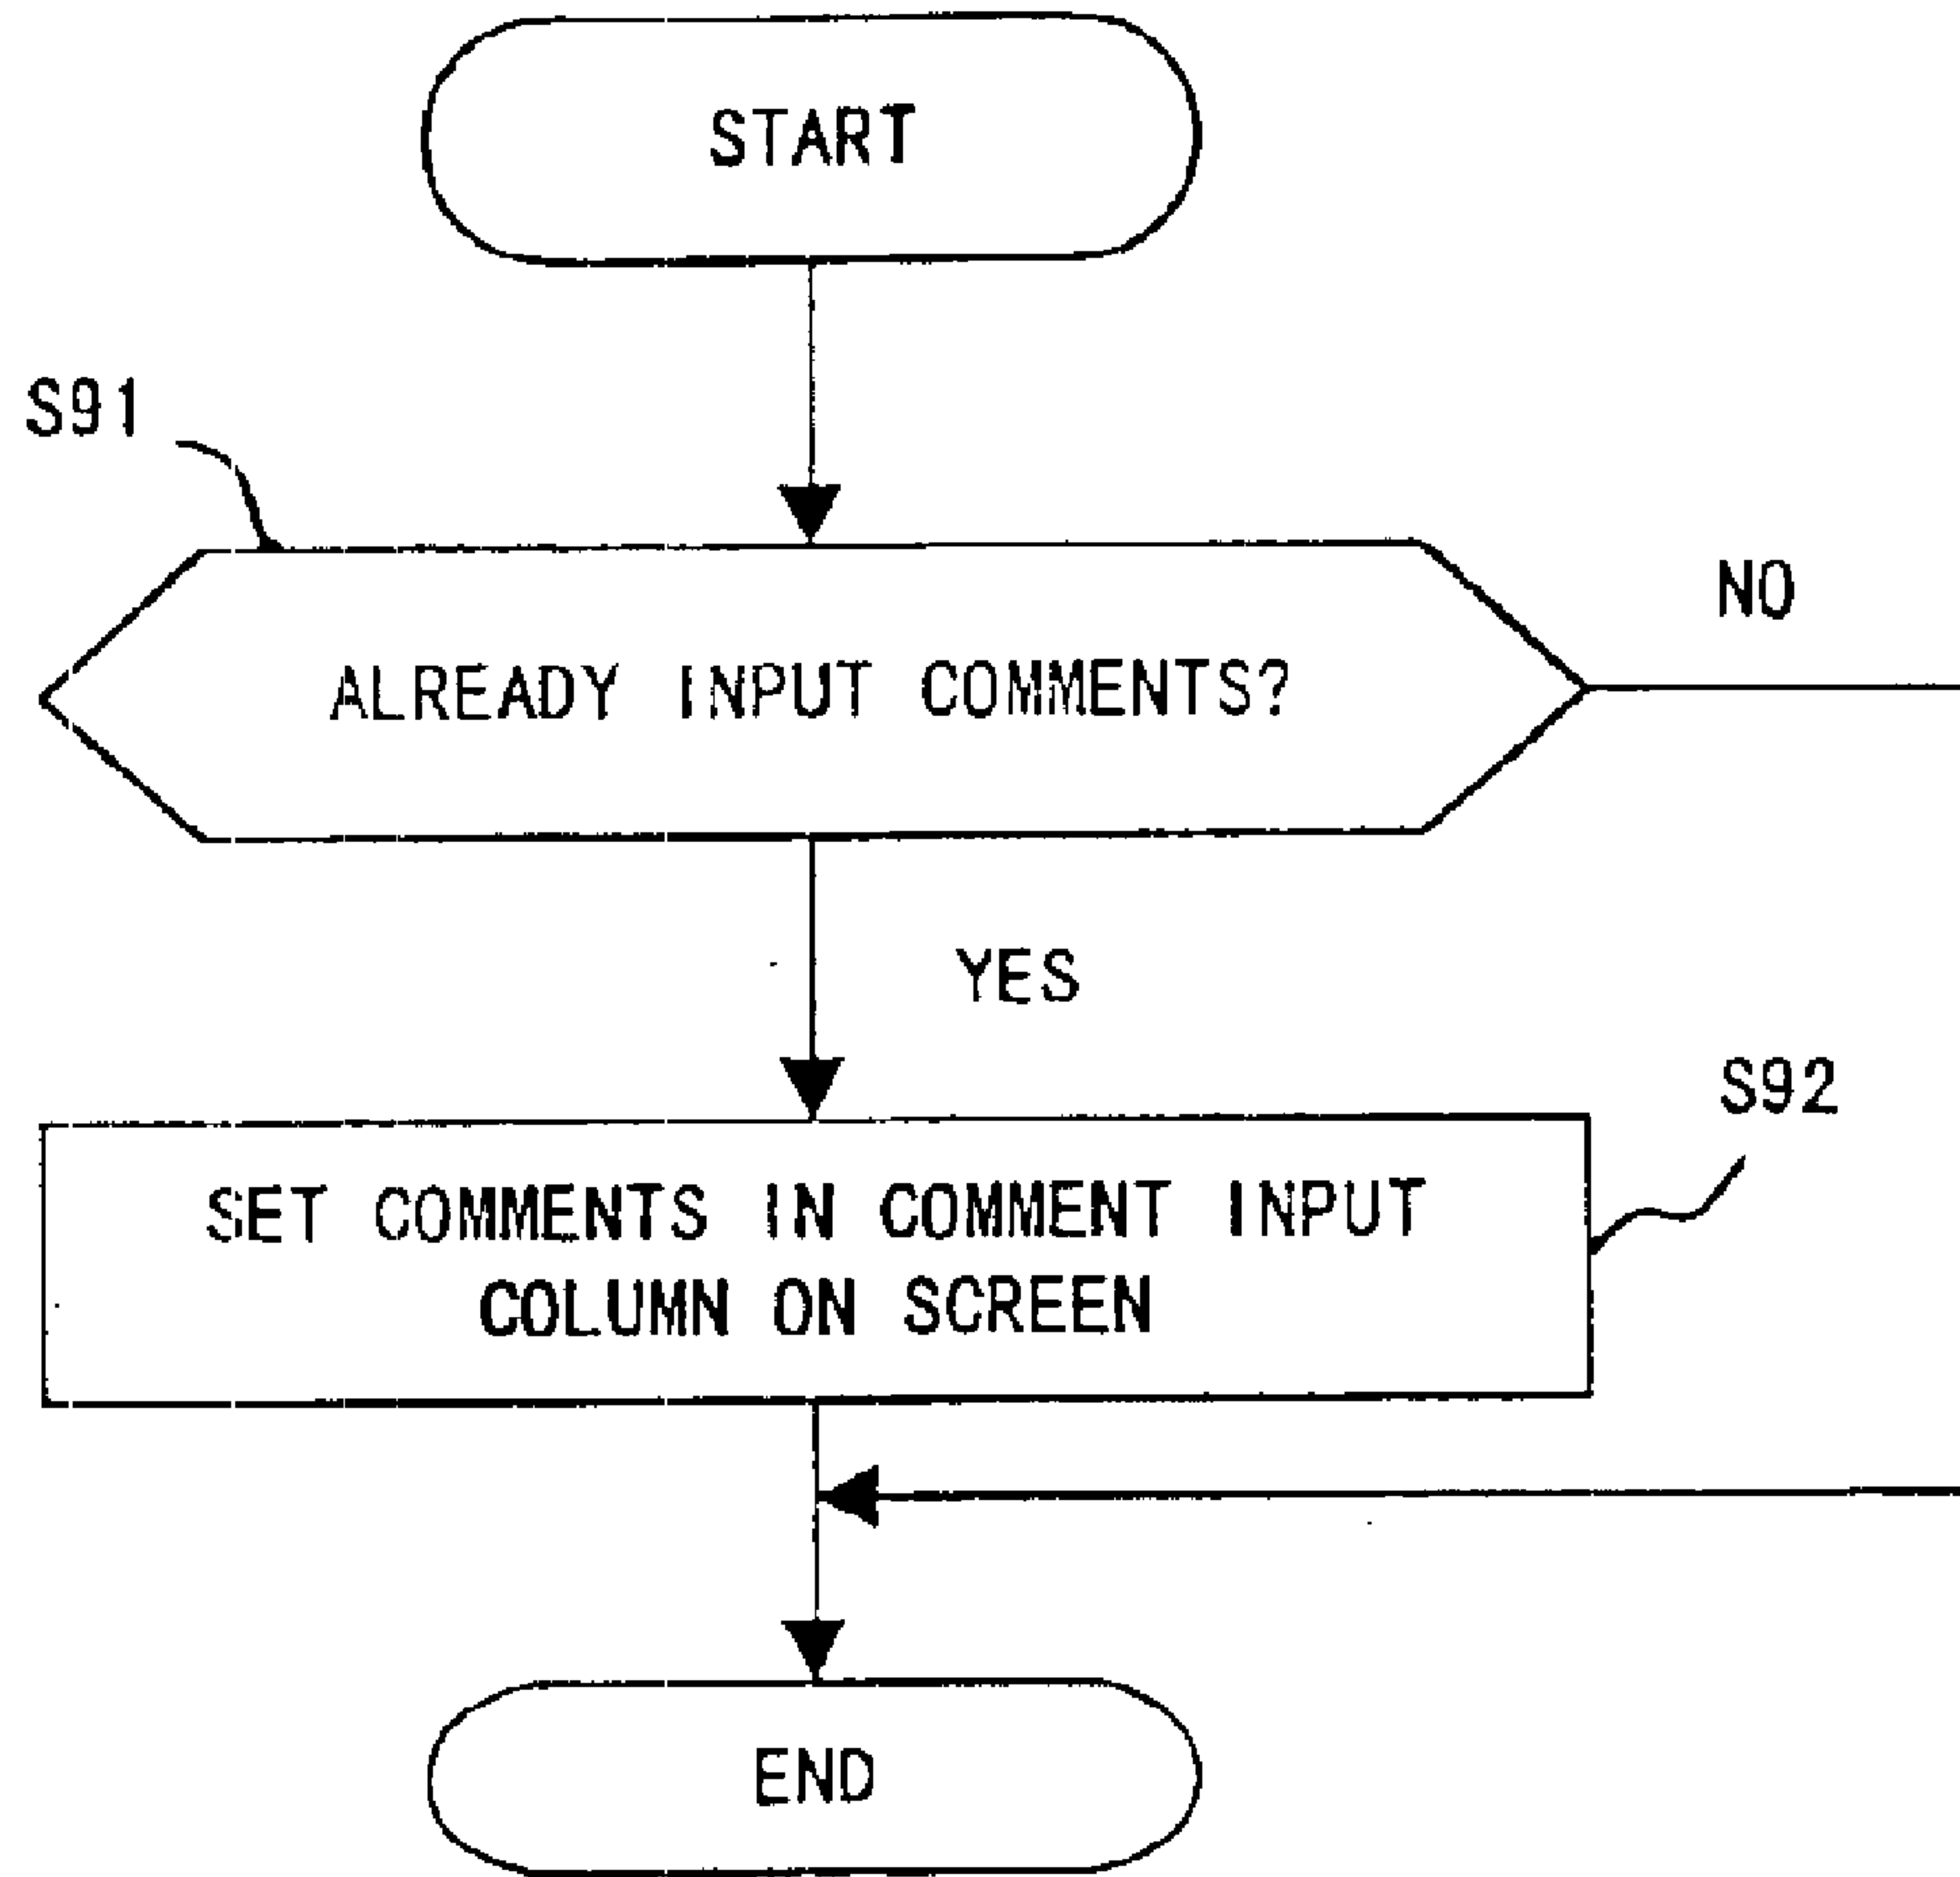 START
S91
NO
ALREADY INPUT COMMENTS?
YES
S92
SET COMMENTS IN COMMENT INPUT
COLUMN ON SCREEN
END